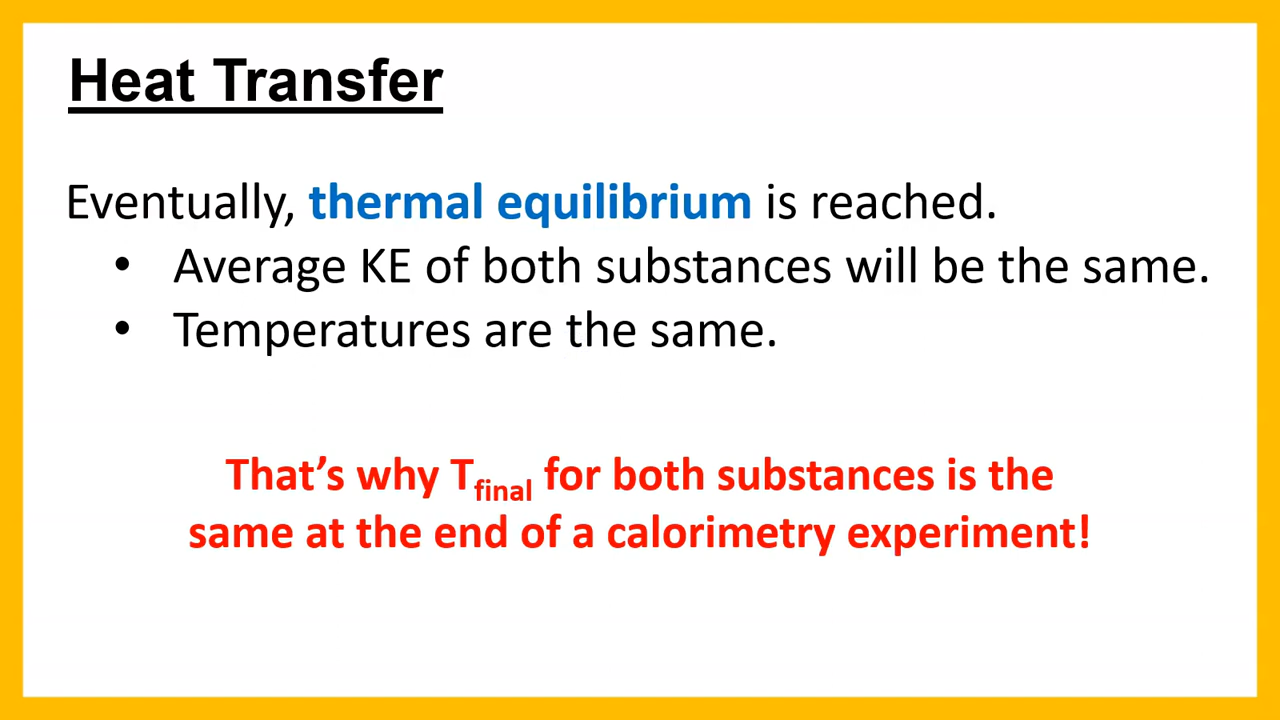 Heat Transfer
Eventually, thermal equilibrium is reached.
• Average KE of both substances will be the same.
• Temperatures are the same.
That’s why Tfinal for both substances is the
same at the end of a calorimetry experiment!